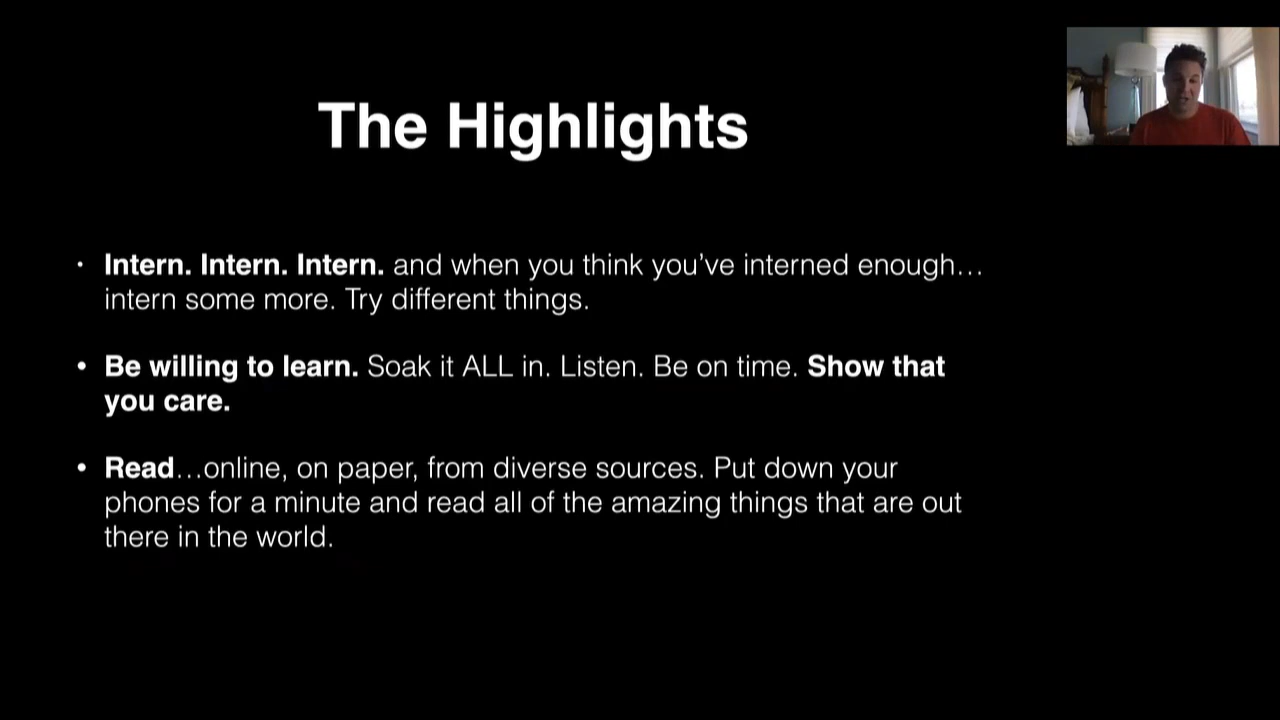 The Highlights
• Intern. Intern. Intern. and when you think you’ve interned enough…
intern some more. Try different things.
• Be willing to learn. Soak it ALL in. Listen. Be on time. Show that
you care.
• Read…online, on paper, from diverse sources. Put down your
phones for a minute and read all of the amazing things that are out
there in the world.